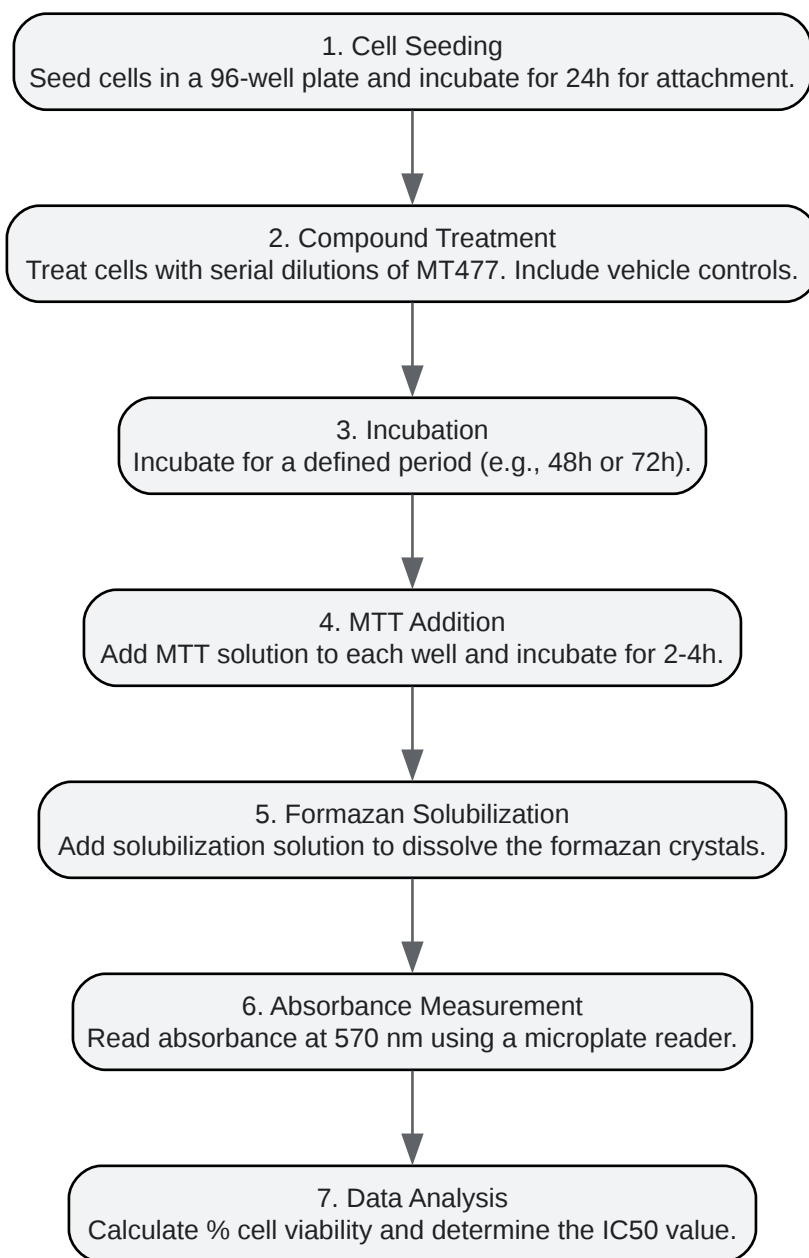 1. Cell Seeding
Seed cells in a 96-well plate and incubate for 24h for attachment.
2. Compound Treatment
Treat cells with serial dilutions of MT477. Include vehicle controls.
3. Incubation
Incubate for a defined period (e.g., 48h or 72h).
4. MTT Addition
Add MTT solution to each well and incubate for 2-4h.
5. Formazan Solubilization
Add solubilization solution to dissolve the formazan crystals.
6. Absorbance Measurement
Read absorbance at 570 nm using a microplate reader.
7. Data Analysis
Calculate % cell viability and determine the IC50 value.